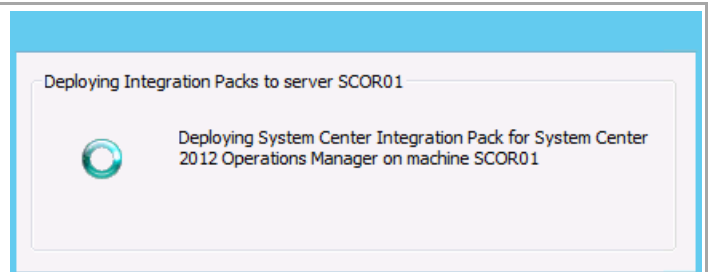 Deploying Integration Packs to server SCOR01
Deploying System Center Integration Pack for System Center
2012 Operations Manager on machine SCOR01